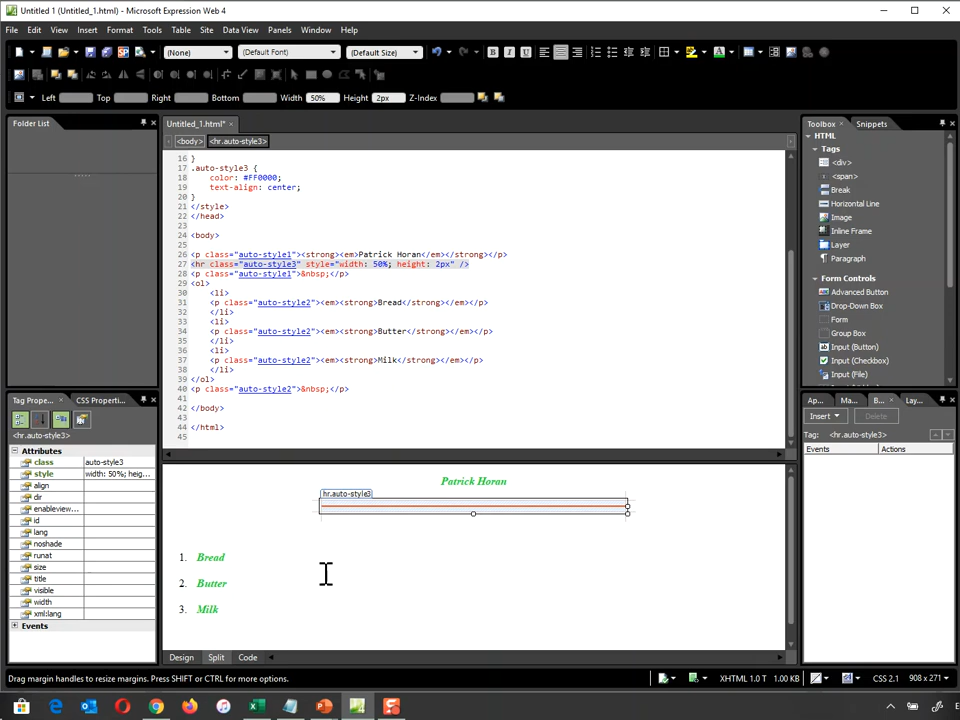 Untitled 1 (Untitled_1.html) - Microsoft Expression Web 4
File Edit View Insert Format Tools Table Site Data View Panels Window Help
(None) (Default Font) (Default Size)
Left Top Right Bottom Width 50% Height 2px Z-Index
Folder List
Untitled_1.html*
<body> <hr.auto-style3>
16 }
17 .auto-style3 {
18 color: #FF0000;
19 text-align: center;
20 }
21 </style>
22 </head>
23
24 <body>
25
26 <p class="auto-style1"><strong><em>Patrick Horan</em></strong></p>
27 <hr class="auto-style3" style="width: 50%; height: 2px" />
28 <p class="auto-style1">&nbsp;</p>
29 <ol>
30 <li>
31 <p class="auto-style2"><em><strong>Bread</strong></em></p>
32 </li>
33 <li>
34 <p class="auto-style2"><em><strong>Butter</strong></em></p>
35 </li>
36 <li>
37 <p class="auto-style2"><em><strong>Milk</strong></em></p>
38 </li>
39 </ol>
40 <p class="auto-style2">&nbsp;</p>
41
42 </body>
43
44 </html>
45
Patrick Horan
hr.auto-style3
1. Bread
2. Butter
3. Milk
Design Split Code
Tag Prope... CSS Properti...
<hr.auto-style3>
Attributes
class auto-style3
style width: 50%; heig...
align
dir
enableview...
id
lang
noshade
runat
size
title
visible
width
xml:lang
Events
Toolbox Snippets
HTML
Tags
<div>
<span>
Break
Horizontal Line
Image
Inline Frame
Layer
Paragraph
Form Controls
Advanced Button
Drop-Down Box
Form
Group Box
Input (Button)
Input (Checkbox)
Input (File)
Ap... Ma... B... Lay...
Insert Delete
Tag: <hr.auto-style3>
Events Actions
Drag margin handles to resize margins. Press SHIFT or CTRL for more options.
XHTML 1.0 T 1.00 KB CSS 2.1 908 x 271